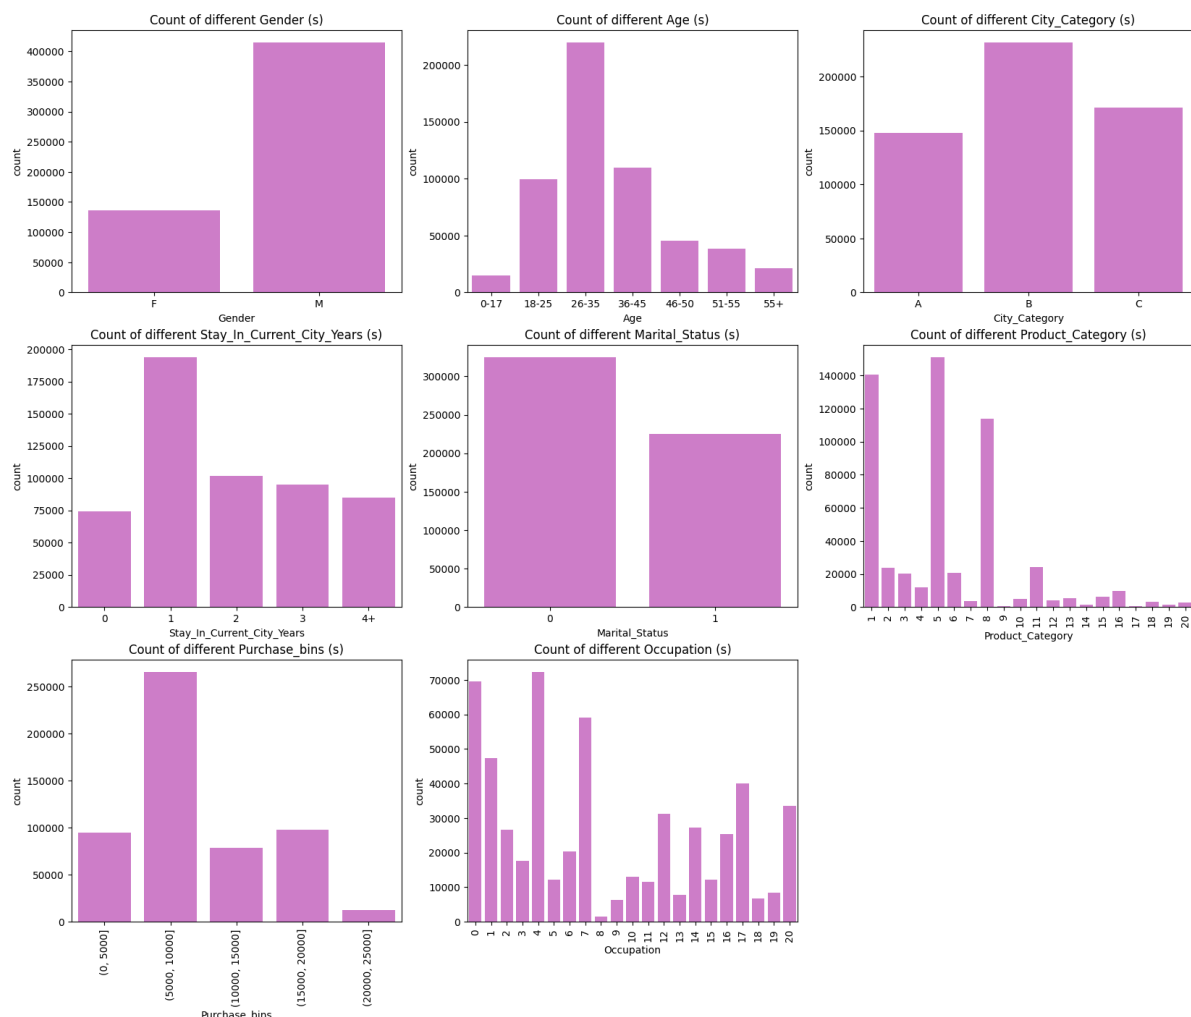 Count of different Gender (s)
400000
350000
300000
250000
200000
150000
100000
50000
0
count
F M
Gender
Count of different Age (s)
200000
150000
100000
50000
0
count
0-17 18-25 26-35 36-45 46-50 51-55 55+
Age
Count of different City_Category (s)
200000
150000
100000
50000
0
count
A B C
City_Category
Count of different Stay_In_Current_City_Years (s)
200000
175000
150000
125000
100000
75000
50000
25000
0
count
0 1 2 3 4+
Stay_In_Current_City_Years
Count of different Marital_Status (s)
300000
250000
200000
150000
100000
50000
0
count
0 1
Marital_Status
Count of different Product_Category (s)
140000
120000
100000
80000
60000
40000
20000
0
count
1 2 3 4 5 6 7 8 9 10 11 12 13 14 15 16 17 18 19 20
Product_Category
Count of different Purchase_bins (s)
250000
200000
150000
100000
50000
0
count
(0, 5000] (5000, 10000] (10000, 15000] (15000, 20000] (20000, 25000]
Purchase_bins
Count of different Occupation (s)
70000
60000
50000
40000
30000
20000
10000
0
count
0 1 2 3 4 5 6 7 8 9 10 11 12 13 14 15 16 17 18 19 20
Occupation